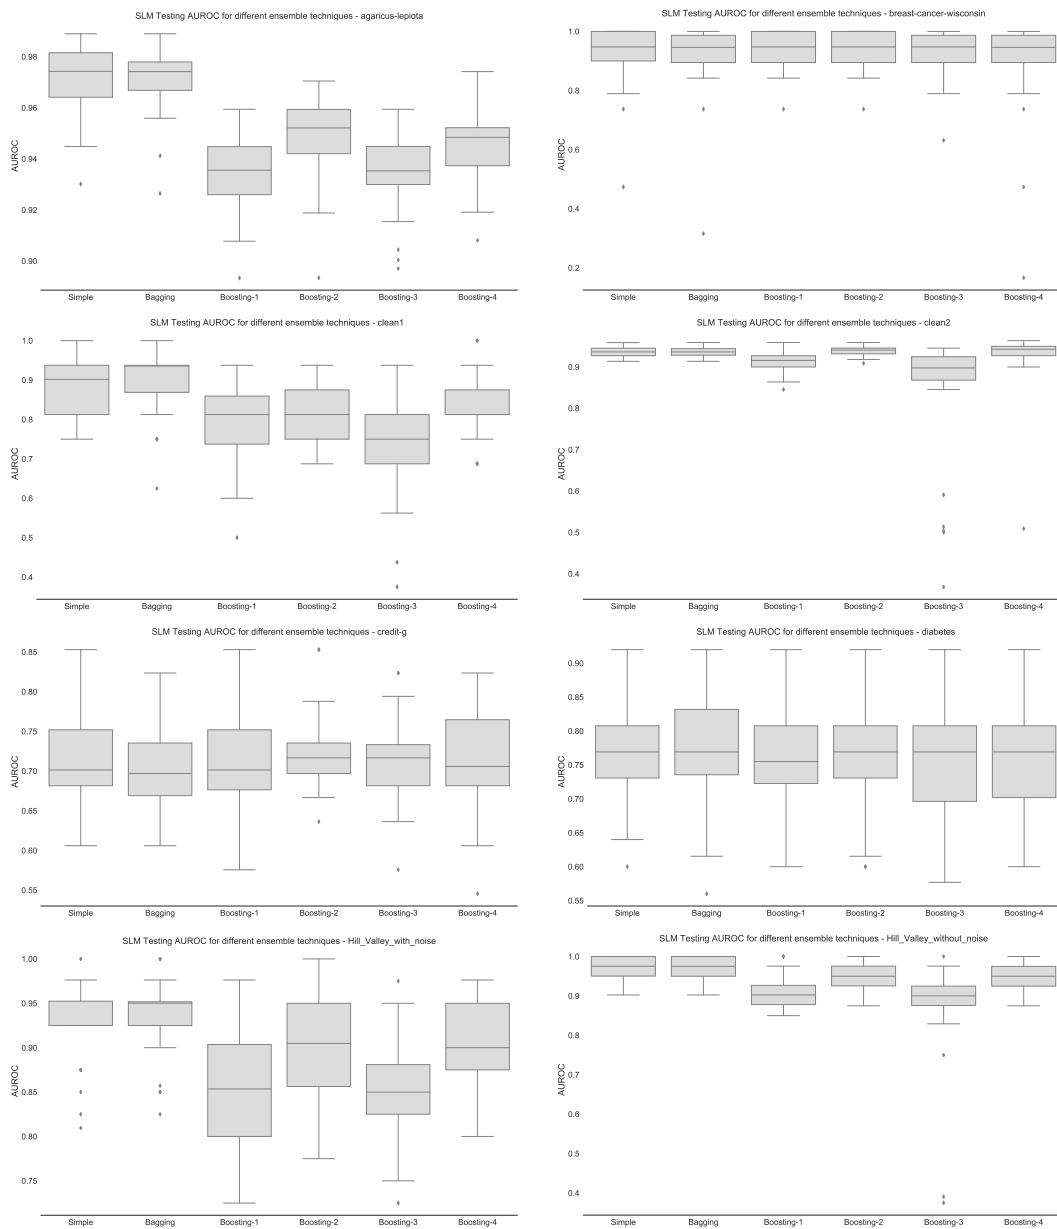 SLM Testing AUROC for different ensemble techniques - agaricus-lepiota
AUROC
0.98
0.96
0.94
0.92
0.90
Simple Bagging Boosting-1 Boosting-2 Boosting-3 Boosting-4
SLM Testing AUROC for different ensemble techniques - breast-cancer-wisconsin
AUROC
1.0
0.8
0.6
0.4
0.2
Simple Bagging Boosting-1 Boosting-2 Boosting-3 Boosting-4
SLM Testing AUROC for different ensemble techniques - clean1
AUROC
1.0
0.9
0.8
0.7
0.6
0.5
0.4
Simple Bagging Boosting-1 Boosting-2 Boosting-3 Boosting-4
SLM Testing AUROC for different ensemble techniques - clean2
AUROC
0.9
0.8
0.7
0.6
0.5
0.4
Simple Bagging Boosting-1 Boosting-2 Boosting-3 Boosting-4
SLM Testing AUROC for different ensemble techniques - credit-g
AUROC
0.85
0.80
0.75
0.70
0.65
0.60
0.55
Simple Bagging Boosting-1 Boosting-2 Boosting-3 Boosting-4
SLM Testing AUROC for different ensemble techniques - diabetes
AUROC
0.90
0.85
0.80
0.75
0.70
0.65
0.60
0.55
Simple Bagging Boosting-1 Boosting-2 Boosting-3 Boosting-4
SLM Testing AUROC for different ensemble techniques - Hill_Valley_with_noise
AUROC
1.00
0.95
0.90
0.85
0.80
0.75
Simple Bagging Boosting-1 Boosting-2 Boosting-3 Boosting-4
SLM Testing AUROC for different ensemble techniques - Hill_Valley_without_noise
AUROC
1.0
0.9
0.8
0.7
0.6
0.5
0.4
Simple Bagging Boosting-1 Boosting-2 Boosting-3 Boosting-4